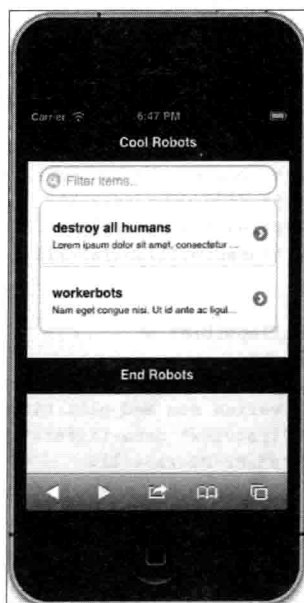 Carrier 6:47 PM
Cool Robots
Filter items...
destroy all humans
Lorem ipsum dolor sit amet, consectetur ...
workerbots
Nam eget congue nisi. Ut id ante ac ligul...
End Robots